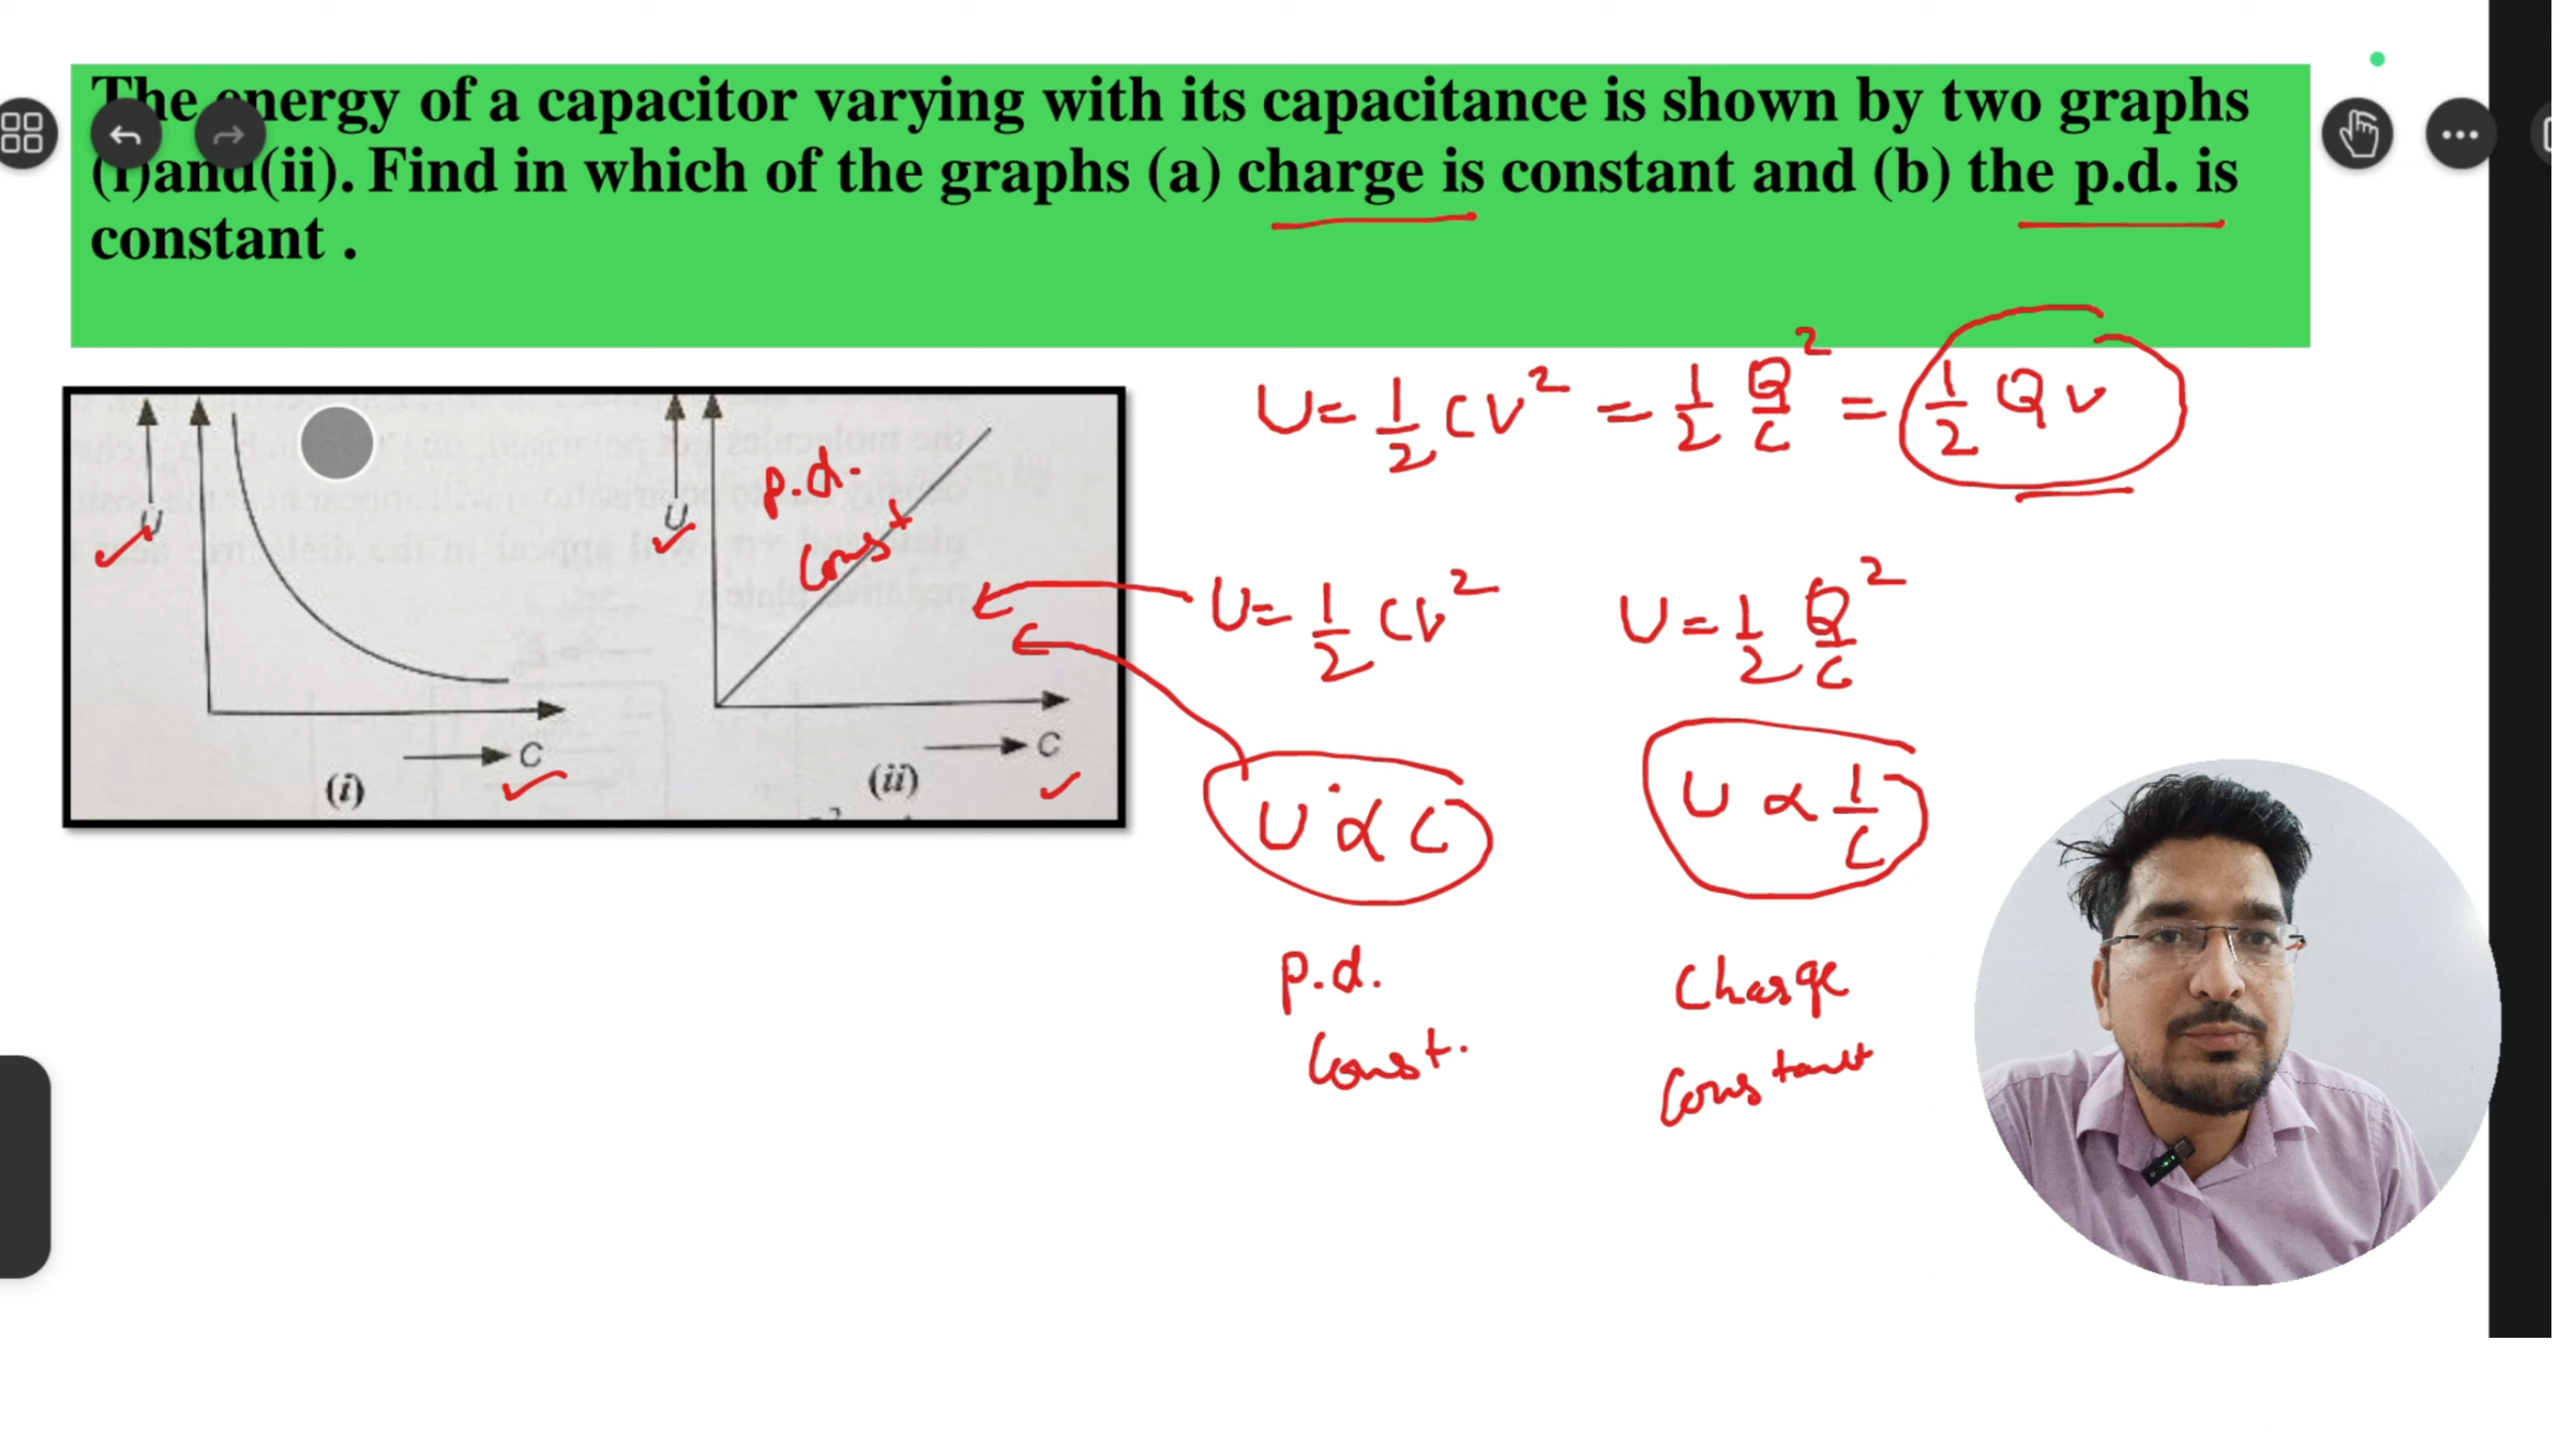 The energy of a capacitor varying with its capacitance is shown by two graphs
(i)and(ii). Find in which of the graphs (a) charge is constant and (b) the p.d. is
constant .
U= 1/2 CV² = 1/2 Q²/C = 1/2 QV
U
U
p.d.
Const
C
(i)
C
(ii)
U= 1/2 CV²
U= 1/2 Q²/C
U ∝ C
U ∝ 1/C
p.d.
Const.
Charge
Constant